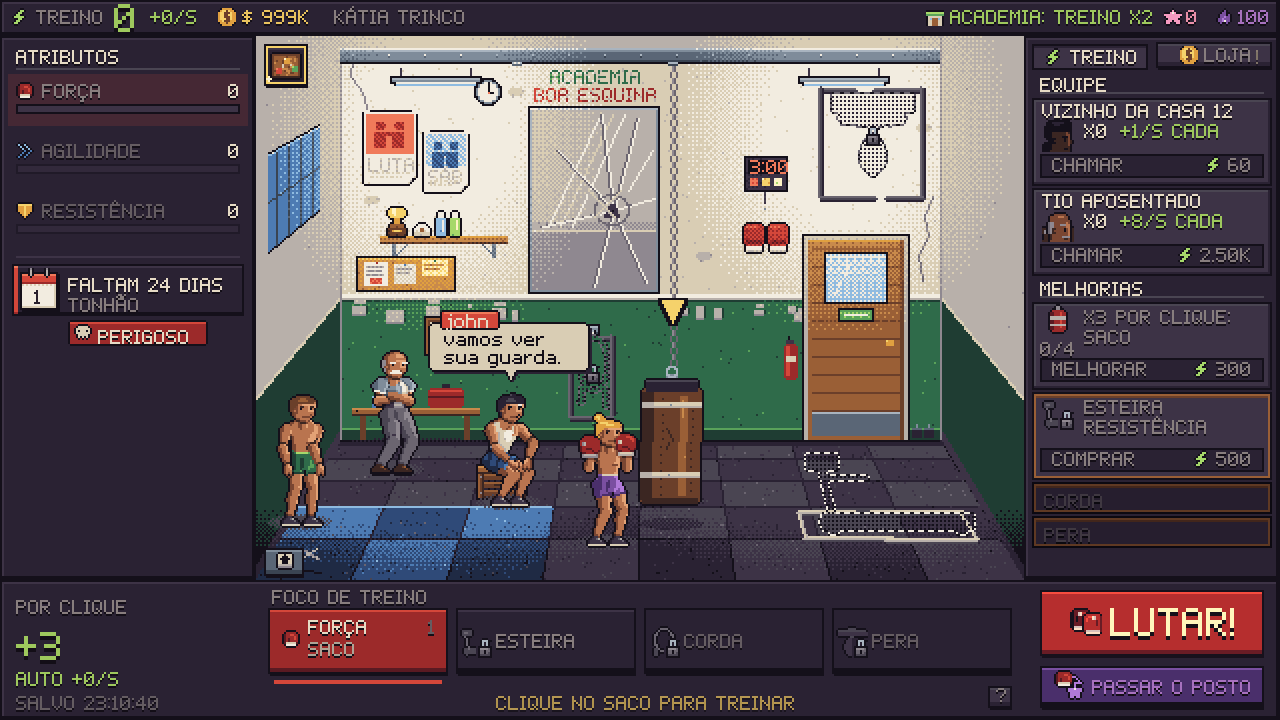 TREINO 0 +0/S $ 999K KÁTIA TRINCO ACADEMIA: TREINO X2 0 100
ATRIBUTOS
FORÇA 0
AGILIDADE 0
RESISTÊNCIA 0
1 FALTAM 24 DIAS
TONHÃO
PERIGOSO
ACADEMIA
BOA ESQUINA
LUTA
SÁB
3:00
john
vamos ver
sua guarda.
TREINO LOJA!
EQUIPE
VIZINHO DA CASA 12
X0 +1/S CADA
CHAMAR 60
TIO APOSENTADO
X0 +8/S CADA
CHAMAR 2.50K
MELHORIAS
X3 POR CLIQUE:
SACO
0/4
MELHORAR 300
ESTEIRA
RESISTÊNCIA
COMPRAR 500
CORDA
PERA
POR CLIQUE
+3
AUTO +0/S
SALVO 23:10:40
FOCO DE TREINO
FORÇA 1
SACO
ESTEIRA
CORDA
PERA
CLIQUE NO SACO PARA TREINAR
?
LUTAR!
PASSAR O POSTO